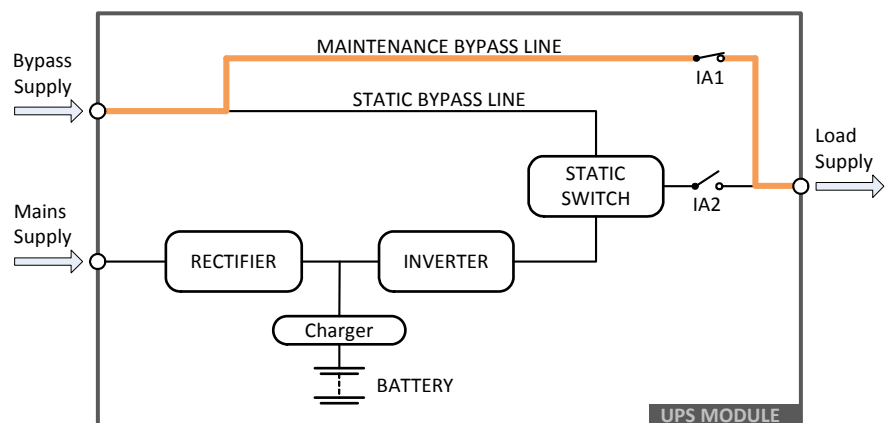 MAINTENANCE BYPASS LINE
Bypass
Supply
IA1
STATIC BYPASS LINE
Load
Supply
STATIC
SWITCH
IA2
Mains
Supply
RECTIFIER
INVERTER
Charger
BATTERY
UPS MODULE